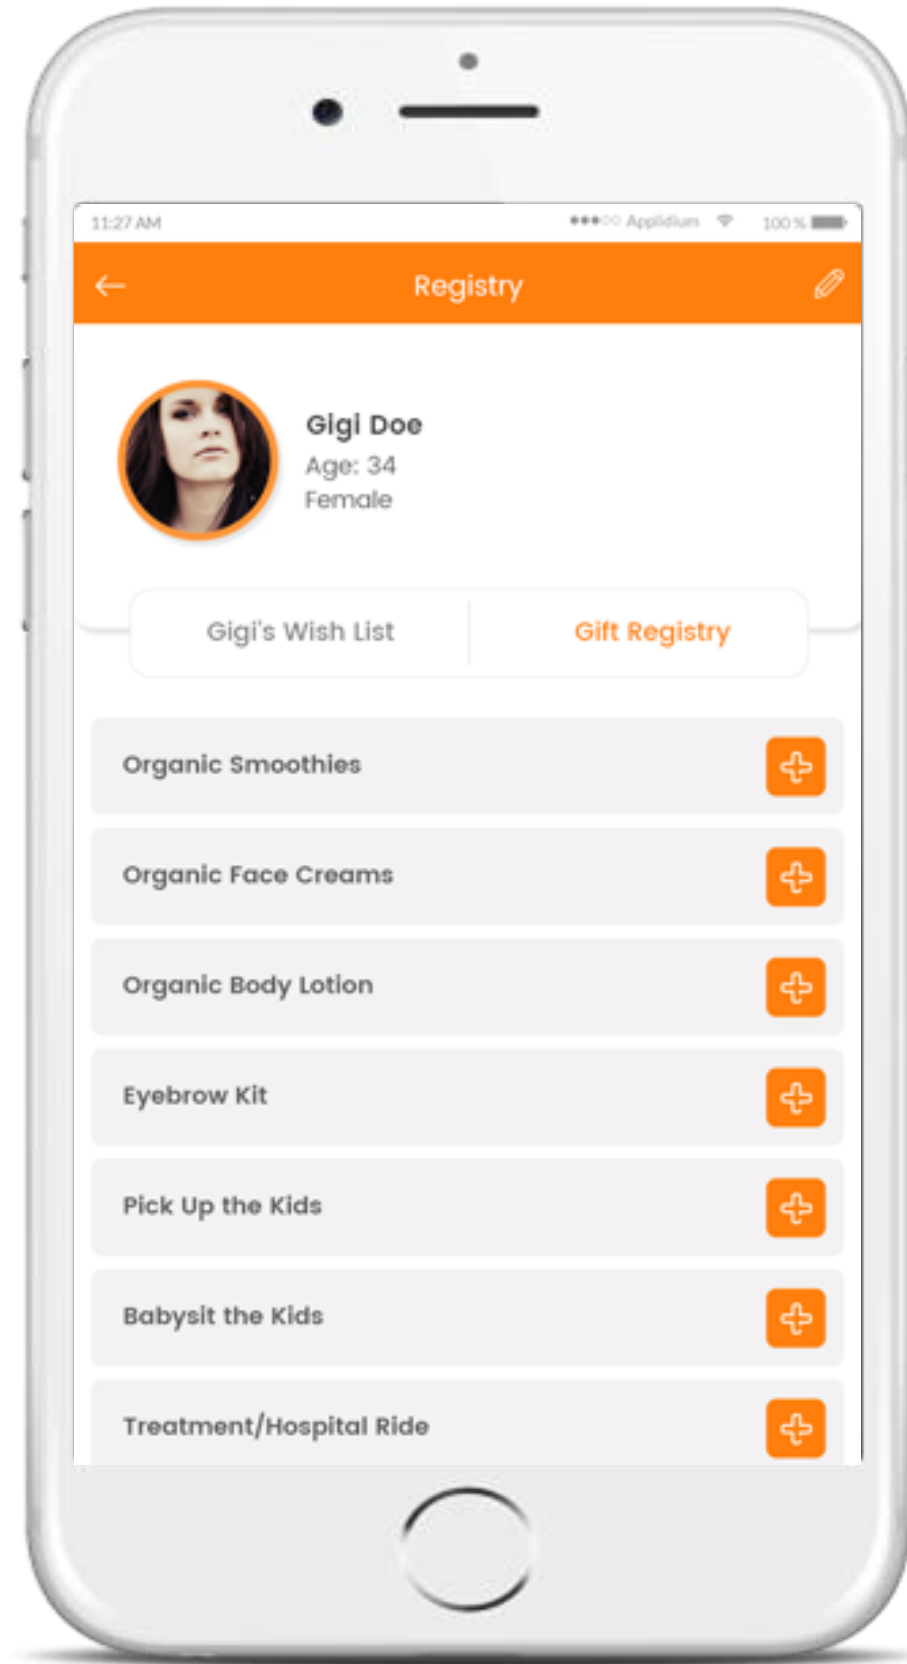 11:27 AM Applidium 100 %
Registry
Gigi Doe
Age: 34
Female
Gigi's Wish List Gift Registry
Organic Smoothies
Organic Face Creams
Organic Body Lotion
Eyebrow Kit
Pick Up the Kids
Babysit the Kids
Treatment/Hospital Ride